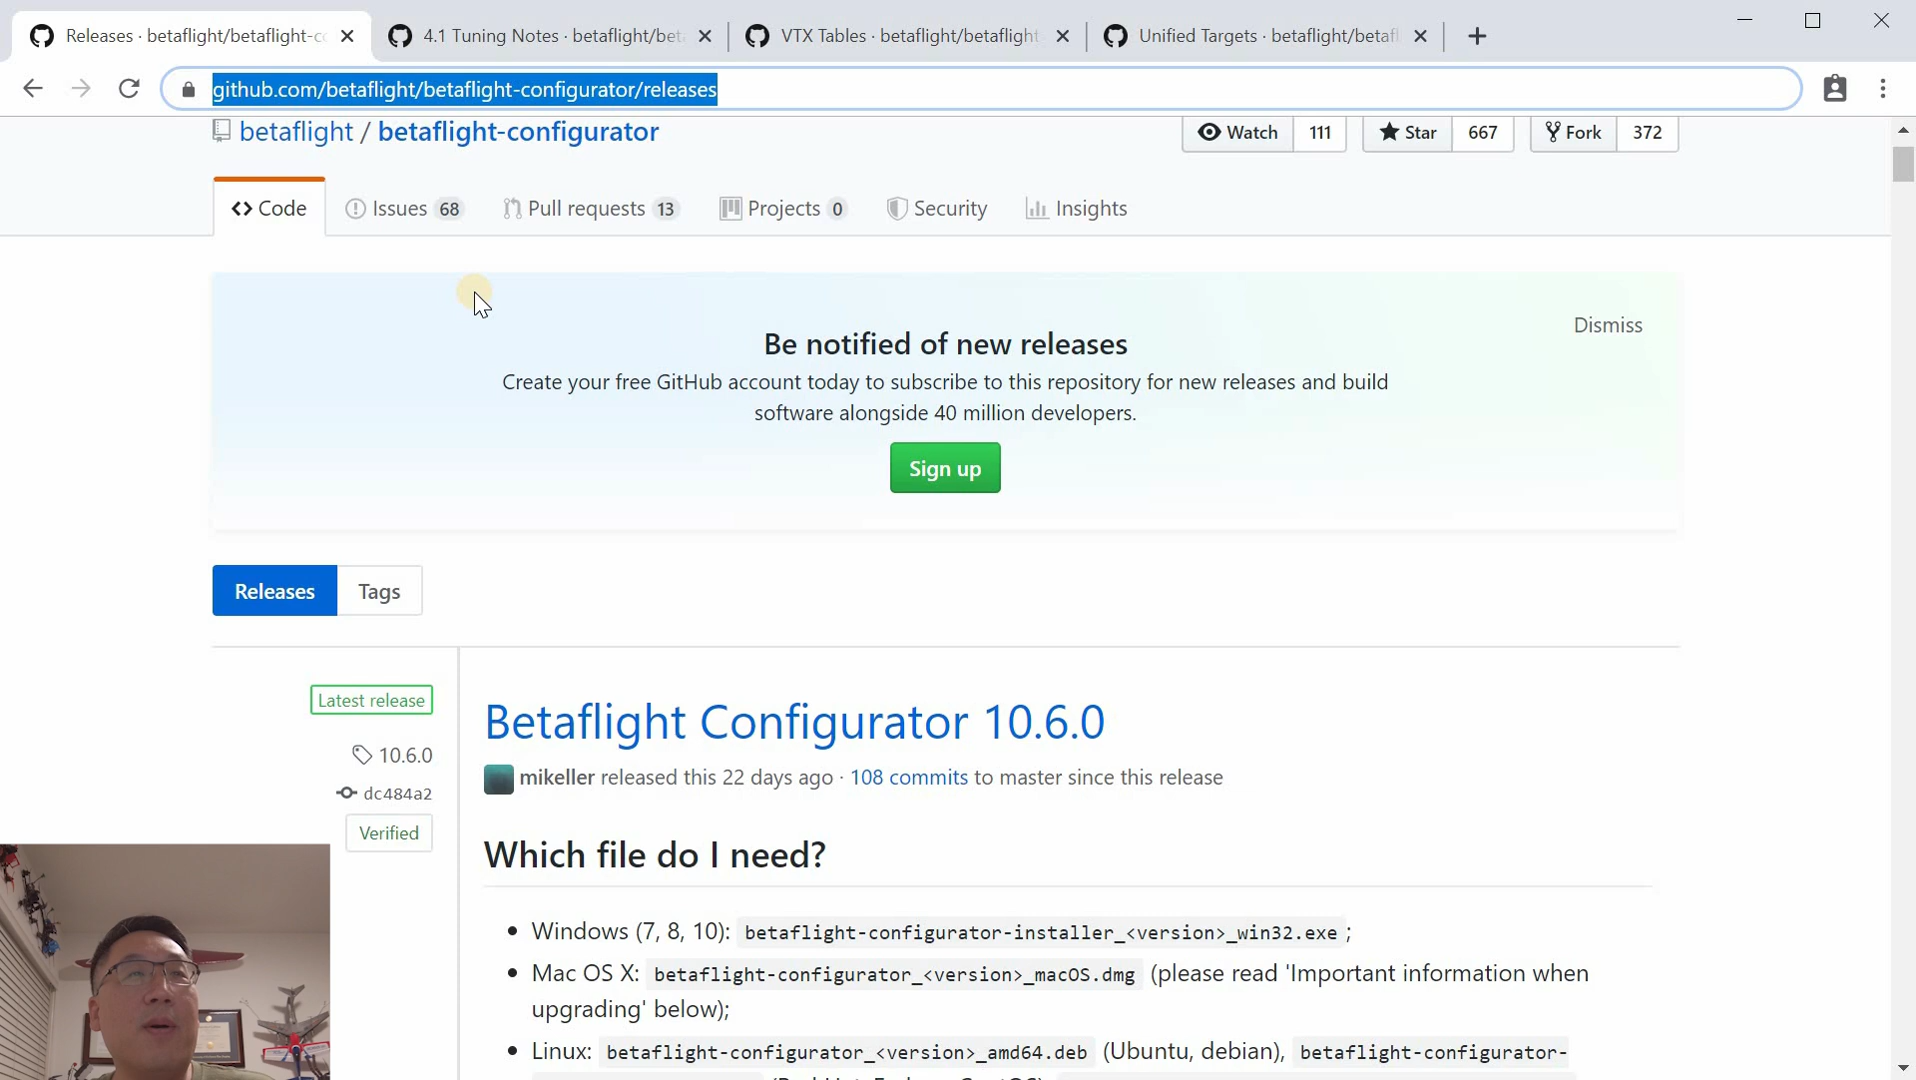 Releases · betaflight/betaflight-co
4.1 Tuning Notes · betaflight/bet
VTX Tables · betaflight/betaflight
Unified Targets · betaflight/betafl
github.com/betaflight/betaflight-configurator/releases
betaflight / betaflight-configurator
Watch 111
Star 667
Fork 372
Code
Issues 68
Pull requests 13
Projects 0
Security
Insights
Dismiss
Be notified of new releases
Create your free GitHub account today to subscribe to this repository for new releases and build
software alongside 40 million developers.
Sign up
Releases
Tags
Latest release
10.6.0
dc484a2
Verified
Betaflight Configurator 10.6.0
mikeller released this 22 days ago · 108 commits to master since this release
Which file do I need?
• Windows (7, 8, 10): betaflight-configurator-installer_<version>_win32.exe ;
• Mac OS X: betaflight-configurator_<version>_macOS.dmg (please read 'Important information when
upgrading' below);
• Linux: betaflight-configurator_<version>_amd64.deb (Ubuntu, debian), betaflight-configurator-